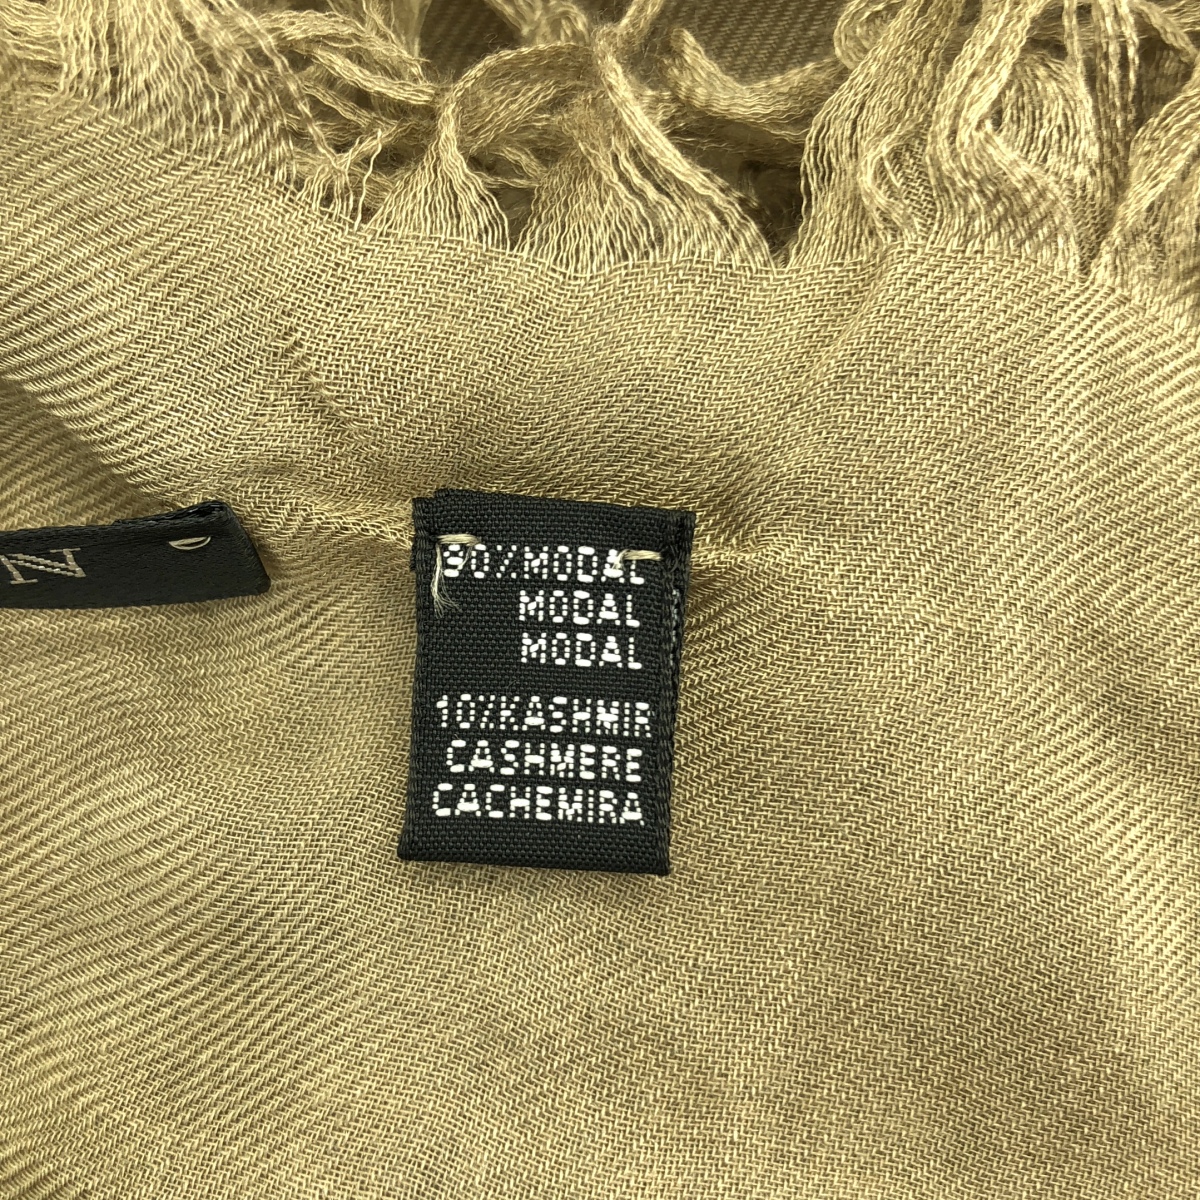 N
90%MODAL
MODAL
MODAL
10%KASHMIR
CASHMERE
CACHEMIRA